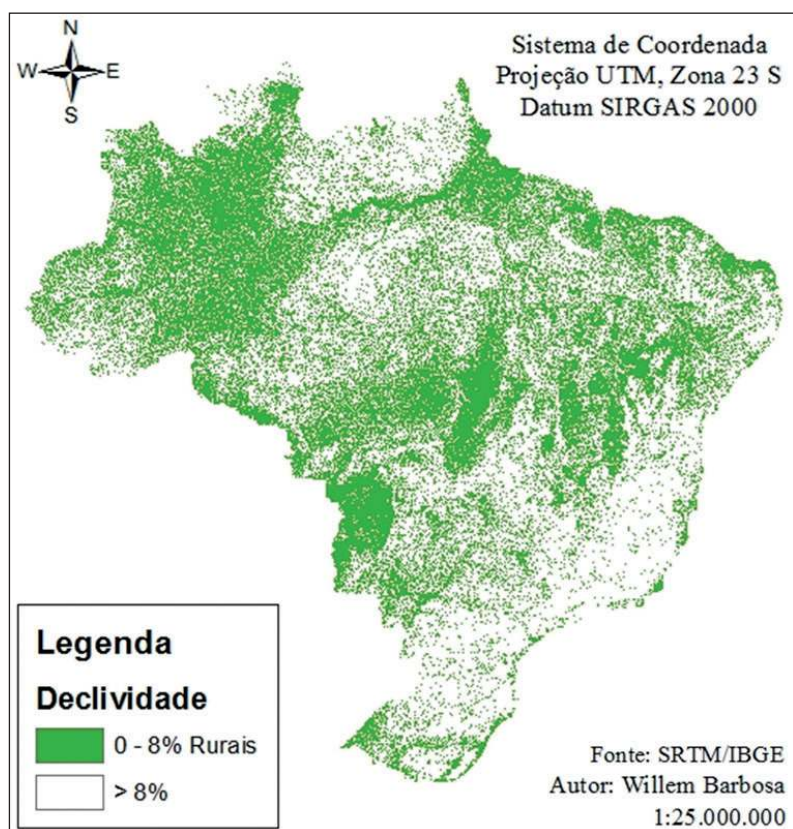 N
W E
S
Sistema de Coordenada
Projeção UTM, Zona 23 S
Datum SIRGAS 2000
Legenda
Declividade
0 - 8% Rurais
> 8%
Fonte: SRTM/IBGE
Autor: Willem Barbosa
1:25.000.000